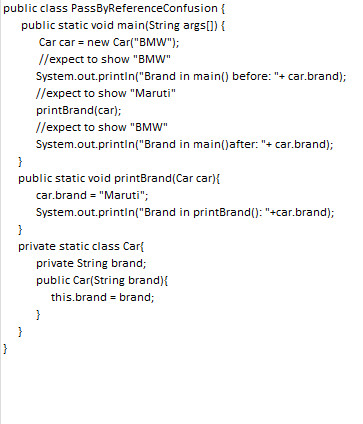 public class PassByReferenceConfusion {
public static void main(String args[]) {
Car car = new Car("BMW");
//expect to show "BMW"
System.out.println("Brand in main() before: "+ car.brand);
//expect to show "Maruti"
printBrand(car);
//expect to show "BMW"
System.out.println("Brand in main()after: "+ car.brand);
}
public static void printBrand(Car car){
car.brand = "Maruti";
System.out.println("Brand in printBrand(): "+car.brand);
}
private static class Car{
private String brand;
public Car(String brand){
this.brand = brand;
}
}
}